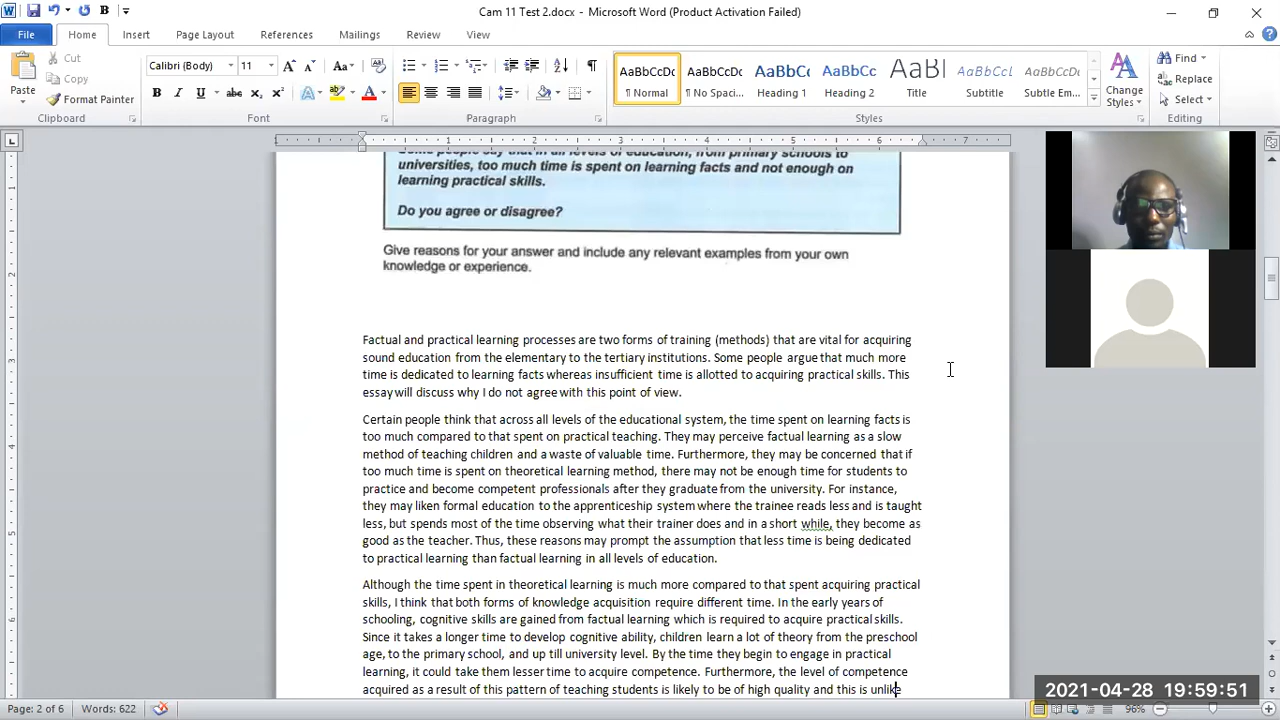 Cam 11 Test 2.docx - Microsoft Word (Product Activation Failed)
File Home Insert Page Layout References Mailings Review View
Cut
Copy
Format Painter
Paste
Clipboard
Calibri (Body) 11
Font
Paragraph
AaBbCcDc AaBbCcDc AaBbCc AaBbCc AaBl AaBbCcDc AaBbCcDc
¶ Normal ¶ No Spaci... Heading 1 Heading 2 Title Subtitle Subtle Em...
Styles
Change Styles
Find
Replace
Select
Editing
Some people say that in all levels of education, from primary schools to
universities, too much time is spent on learning facts and not enough on
learning practical skills.
Do you agree or disagree?
Give reasons for your answer and include any relevant examples from your own
knowledge or experience.
Factual and practical learning processes are two forms of training (methods) that are vital for acquiring
sound education from the elementary to the tertiary institutions. Some people argue that much more
time is dedicated to learning facts whereas insufficient time is allotted to acquiring practical skills. This
essay will discuss why I do not agree with this point of view.
Certain people think that across all levels of the educational system, the time spent on learning facts is
too much compared to that spent on practical teaching. They may perceive factual learning as a slow
method of teaching children and a waste of valuable time. Furthermore, they may be concerned that if
too much time is spent on theoretical learning method, there may not be enough time for students to
practice and become competent professionals after they graduate from the university. For instance,
they may liken formal education to the apprenticeship system where the trainee reads less and is taught
less, but spends most of the time observing what their trainer does and in a short while, they become as
good as the teacher. Thus, these reasons may prompt the assumption that less time is being dedicated
to practical learning than factual learning in all levels of education.
Although the time spent in theoretical learning is much more compared to that spent acquiring practical
skills, I think that both forms of knowledge acquisition require different time. In the early years of
schooling, cognitive skills are gained from factual learning which is required to acquire practical skills.
Since it takes a longer time to develop cognitive ability, children learn a lot of theory from the preschool
age, to the primary school, and up till university level. By the time they begin to engage in practical
learning, it could take them lesser time to acquire competence. Furthermore, the level of competence
acquired as a result of this pattern of teaching students is likely to be of high quality and this is unlike
2021-04-28 19:59:51
Page: 2 of 6 Words: 622 96%